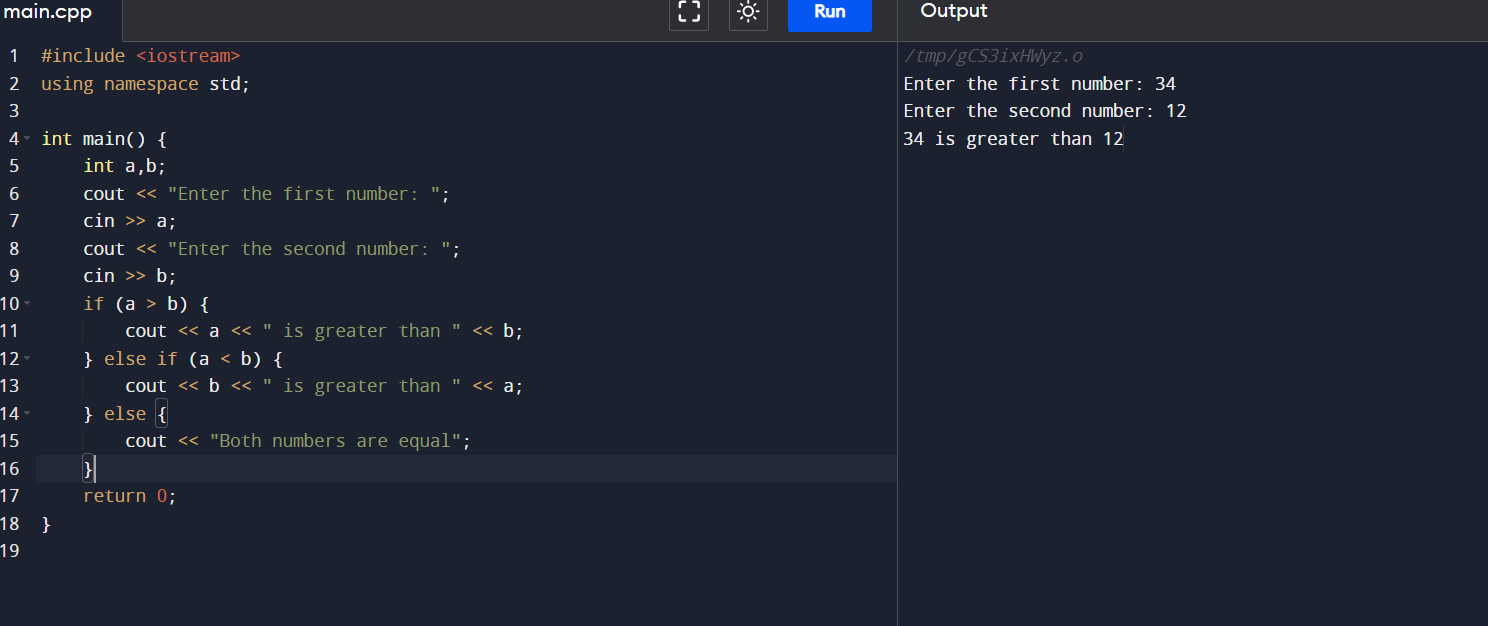 main.cpp
Run
Output
1 #include <iostream>
2 using namespace std;
3
4 int main() {
5     int a,b;
6     cout << "Enter the first number: ";
7     cin >> a;
8     cout << "Enter the second number: ";
9     cin >> b;
10     if (a > b) {
11         cout << a << " is greater than " << b;
12     } else if (a < b) {
13         cout << b << " is greater than " << a;
14     } else {
15         cout << "Both numbers are equal";
16     }
17     return 0;
18 }
19
/tmp/gCS3ixHWyz.o
Enter the first number: 34
Enter the second number: 12
34 is greater than 12